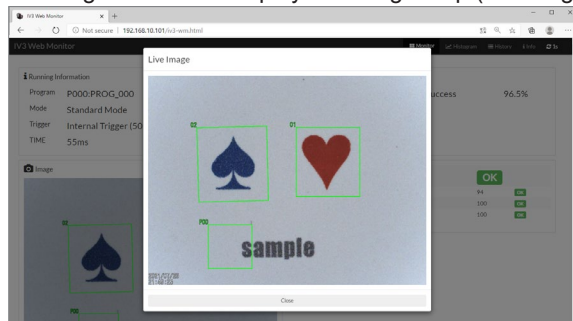 IV3 Web Monitor
Not secure | 192.168.10.101/iv3-wm.html
IV3 Web Monitor
Monitor
Histogram
History
Info
1s
Live Image
Running Information
Program P000:PROG_000
Mode Standard Mode
Trigger Internal Trigger (50
TIME 55ms
uccess 96.5%
Image
02
01
P00
sample
OK
94 OK
100 OK
100 OK
Close